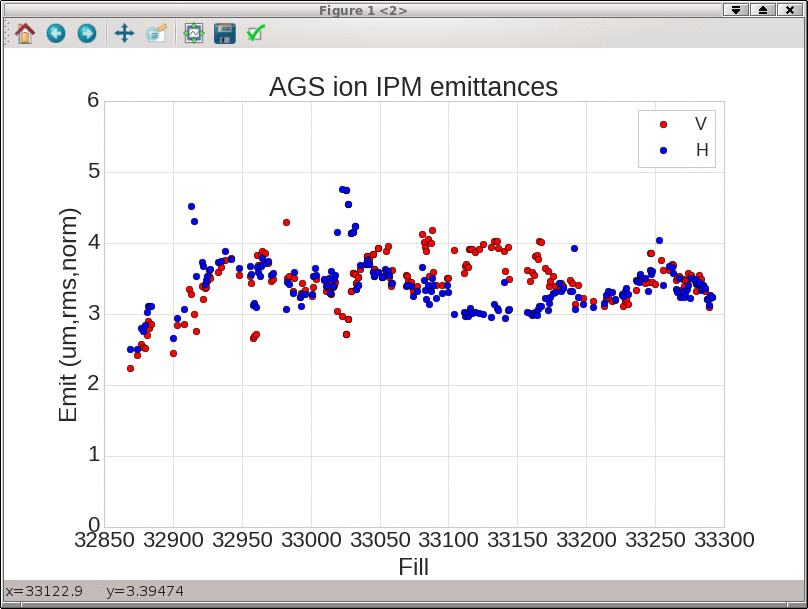 Figure 1 <2>
AGS ion IPM emittances
V
H
6
5
4
3
2
1
0
Emit (um,rms,norm)
32850 32900 32950 33000 33050 33100 33150 33200 33250 33300
Fill
x=33122.9 y=3.39474